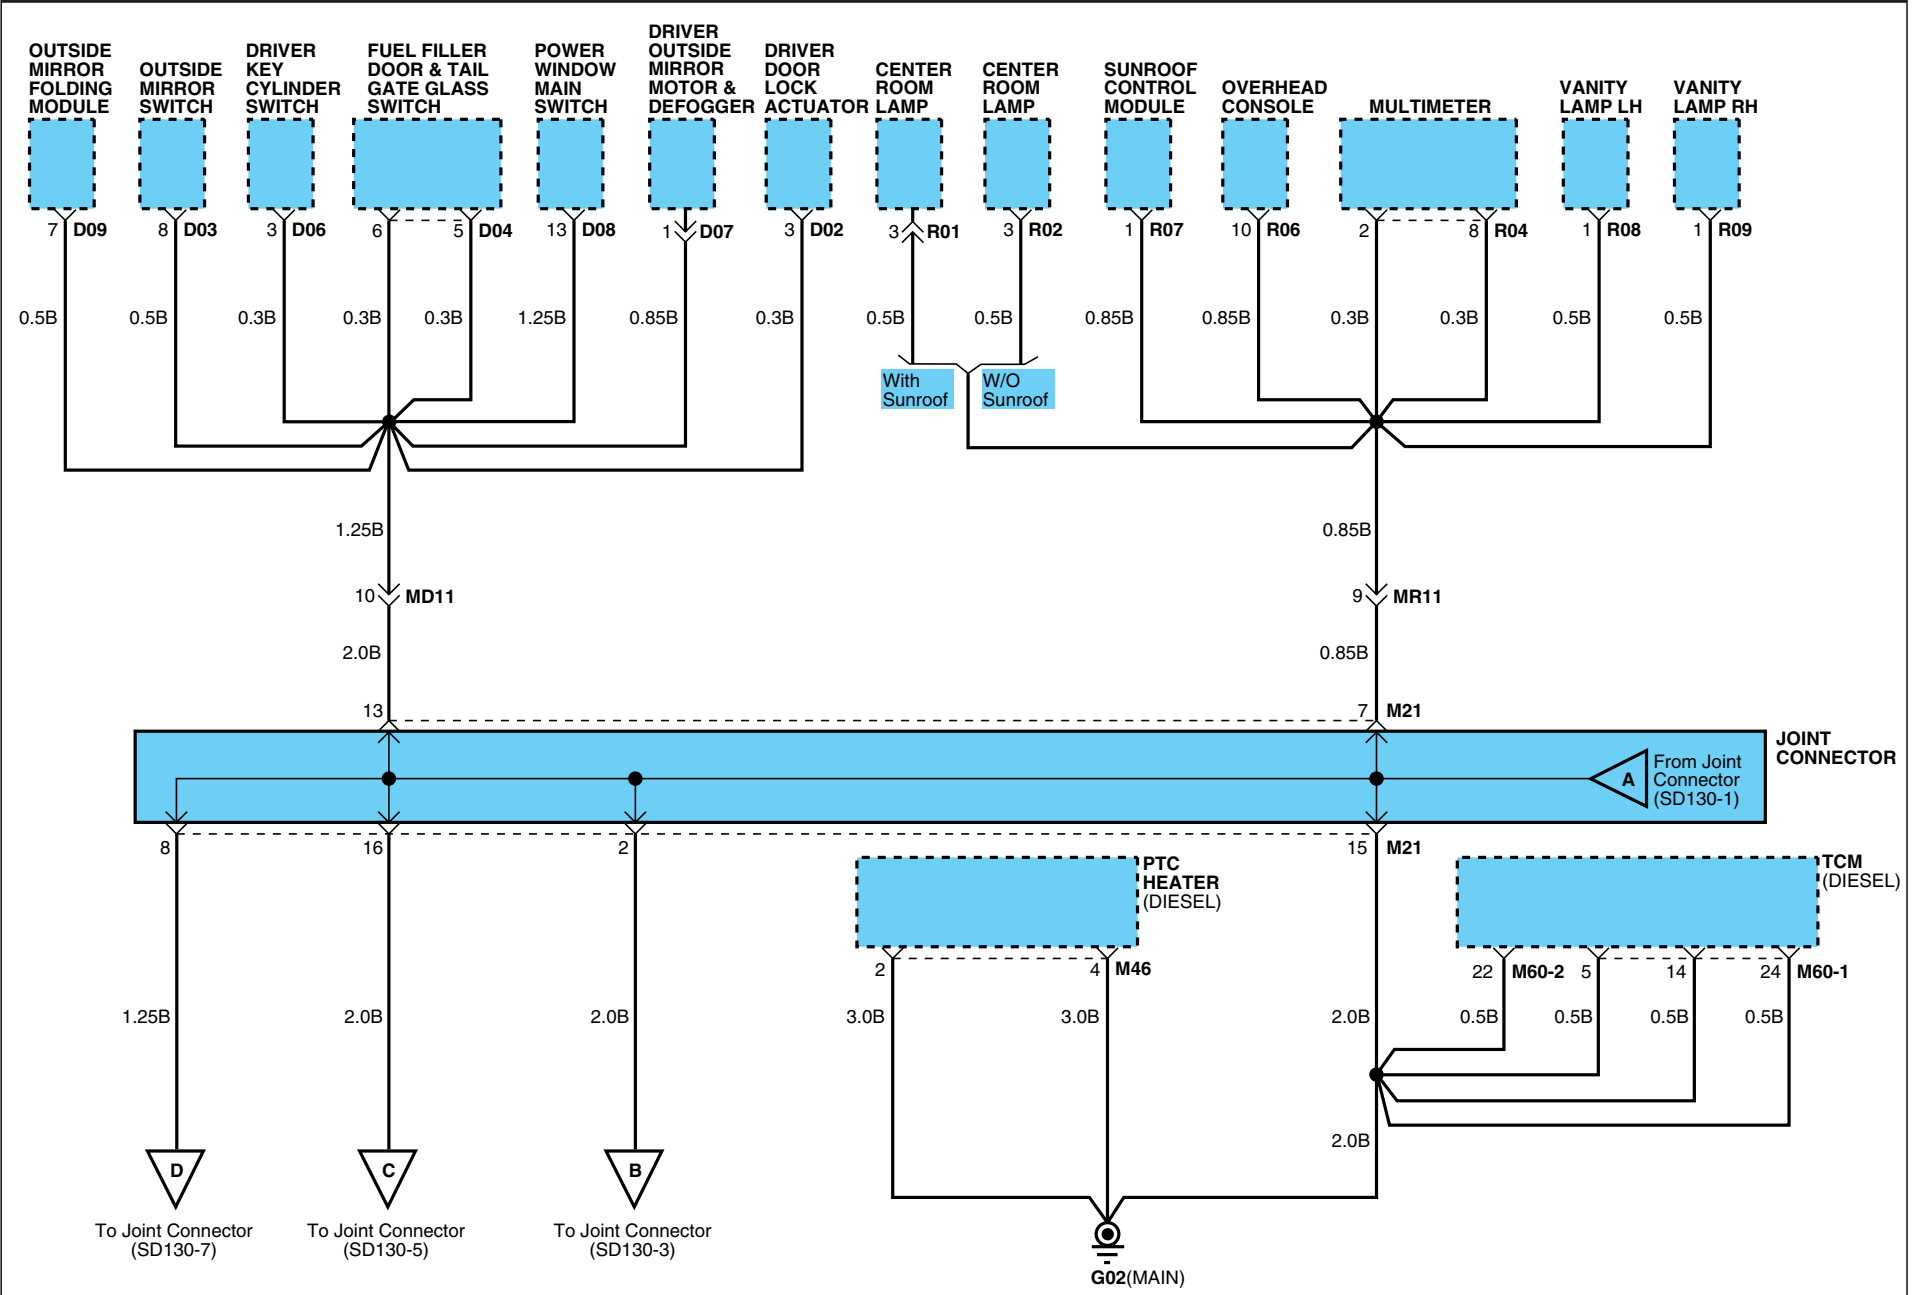 OUTSIDE
MIRROR
FOLDING
MODULE
OUTSIDE
MIRROR
SWITCH
DRIVER
KEY
CYLINDER
SWITCH
FUEL FILLER
DOOR & TAIL
GATE GLASS
SWITCH
POWER
WINDOW
MAIN
SWITCH
DRIVER
OUTSIDE
MIRROR
MOTOR &
DEFOGGER
DRIVER
DOOR
LOCK
ACTUATOR
CENTER
ROOM
LAMP
CENTER
ROOM
LAMP
SUNROOF
CONTROL
MODULE
OVERHEAD
CONSOLE
MULTIMETER
VANITY
LAMP LH
VANITY
LAMP RH
7 D09
8 D03
3 D06
6
5 D04
13 D08
1 D07
3 D02
3 R01
3 R02
1 R07
10 R06
2
8 R04
1 R08
1 R09
0.5B
0.5B
0.3B
0.3B
0.3B
1.25B
0.85B
0.3B
0.5B
0.5B
0.85B
0.85B
0.3B
0.3B
0.5B
0.5B
With
Sunroof
W/O
Sunroof
1.25B
0.85B
10 MD11
9 MR11
2.0B
0.85B
13
7 M21
JOINT
CONNECTOR
A
From Joint
Connector
(SD130-1)
8
16
2
15 M21
PTC
HEATER
(DIESEL)
TCM
(DIESEL)
2
4 M46
22 M60-2
5
14
24 M60-1
1.25B
2.0B
2.0B
3.0B
3.0B
2.0B
0.5B
0.5B
0.5B
0.5B
2.0B
D
C
B
To Joint Connector
(SD130-7)
To Joint Connector
(SD130-5)
To Joint Connector
(SD130-3)
G02(MAIN)